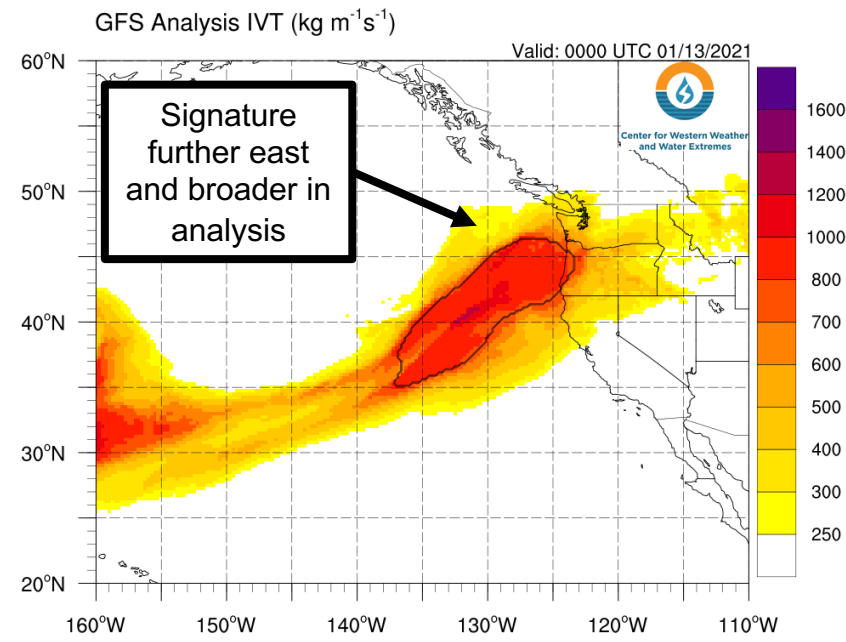 GFS Analysis IVT (kg m⁻¹s⁻¹)
Valid: 0000 UTC 01/13/2021
60°N
50°N
40°N
30°N
20°N
Signature
further east
and broader in
analysis
Center for Western Weather
and Water Extremes
1600
1400
1200
1000
800
700
600
500
400
300
250
160°W
150°W
140°W
130°W
120°W
110°W